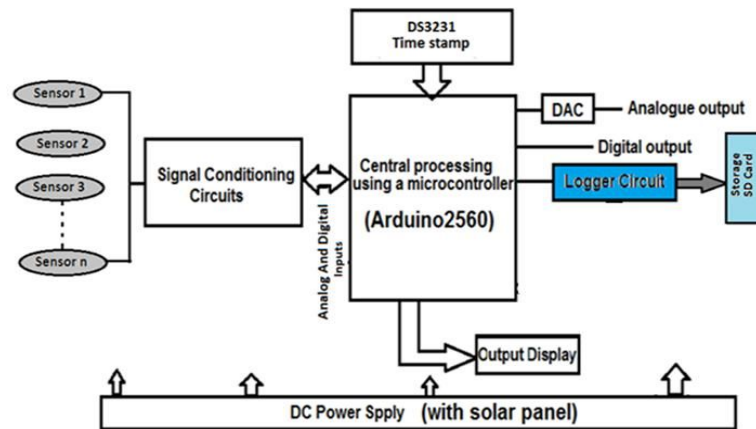 DS3231
Time stamp
Sensor 1
Sensor 2
Sensor 3
Sensor n
Signal Conditioning
Circuits
Analog And Digital
Inputs
Central processing
using a microcontroller
(Arduino2560)
DAC
Analogue output
Digital output
Logger Circuit
Storage
SD Card
Output Display
DC Power Spply (with solar panel)